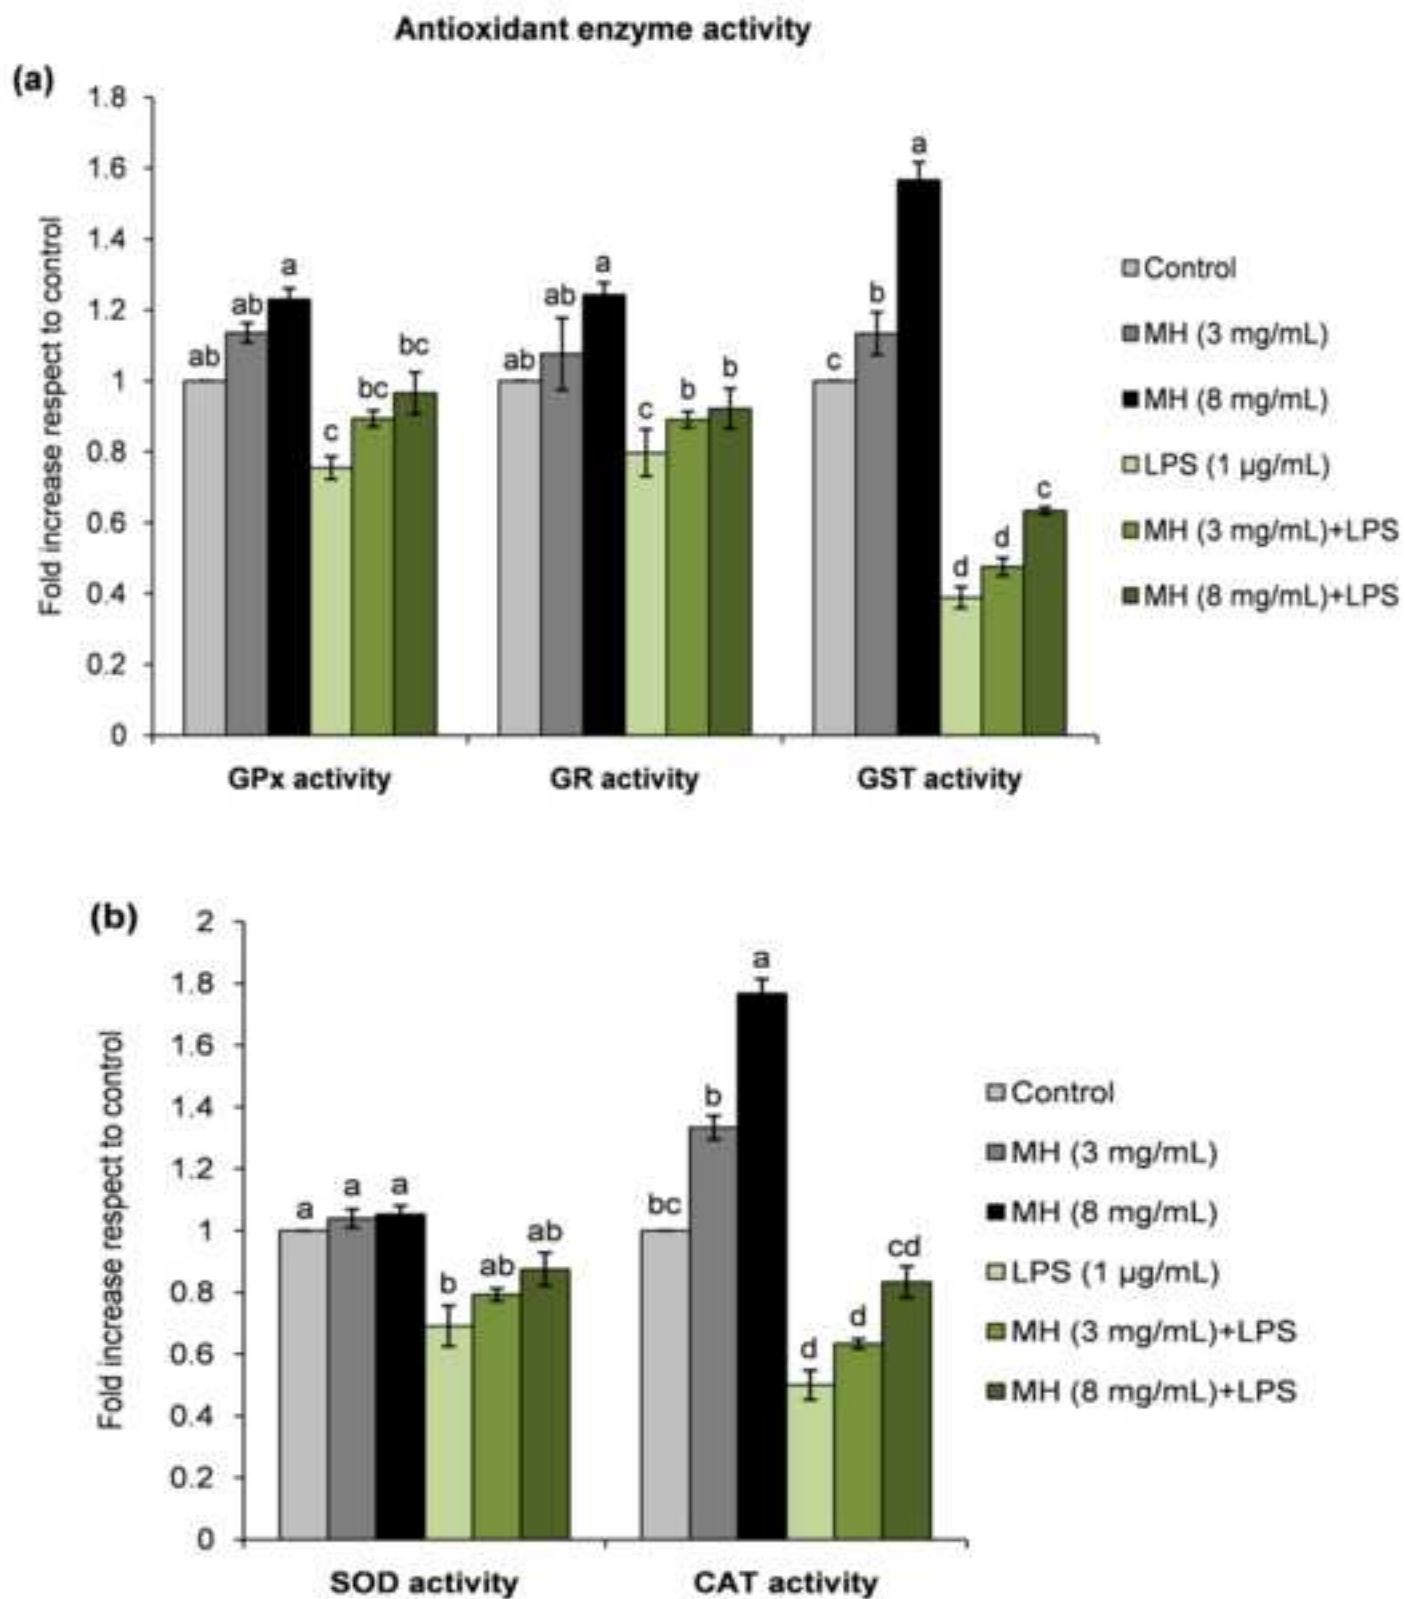 Antioxidant enzyme activity
(a)
Fold increase respect to control
1.8
1.6
1.4
1.2
1
0.8
0.6
0.4
0.2
0
ab
ab
a
c
bc
bc
ab
ab
a
c
b
b
c
b
a
d
d
c
GPx activity
GR activity
GST activity
Control
MH (3 mg/mL)
MH (8 mg/mL)
LPS (1 µg/mL)
MH (3 mg/mL)+LPS
MH (8 mg/mL)+LPS
(b)
Fold increase respect to control
2
1.8
1.6
1.4
1.2
1
0.8
0.6
0.4
0.2
0
a
a
a
b
ab
ab
bc
b
a
d
d
cd
SOD activity
CAT activity
Control
MH (3 mg/mL)
MH (8 mg/mL)
LPS (1 µg/mL)
MH (3 mg/mL)+LPS
MH (8 mg/mL)+LPS